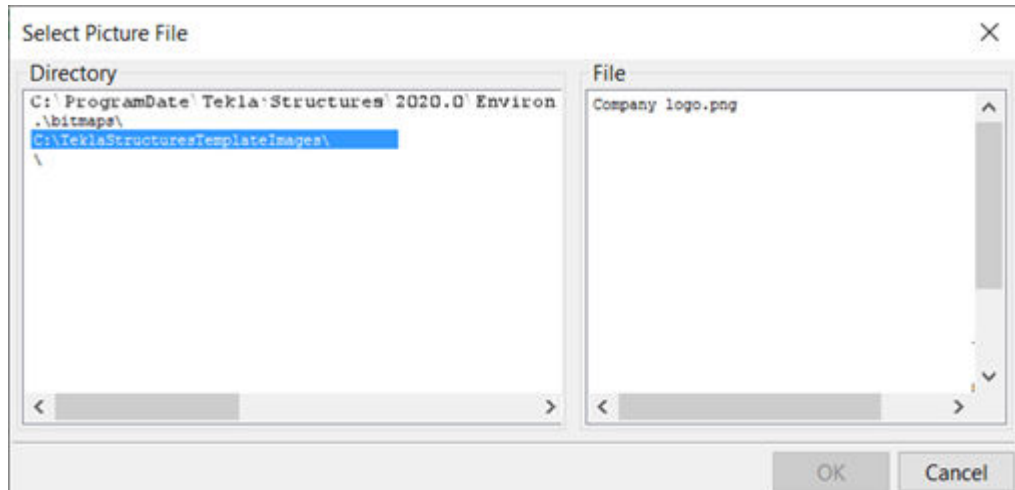 Select Picture File
Directory
C:\ProgramDate\Tekla·Structures\2020.0\Environ
.\bitmaps\
C:\TeklaStructuresTemplateImages\
\
File
Company logo.png
OK
Cancel